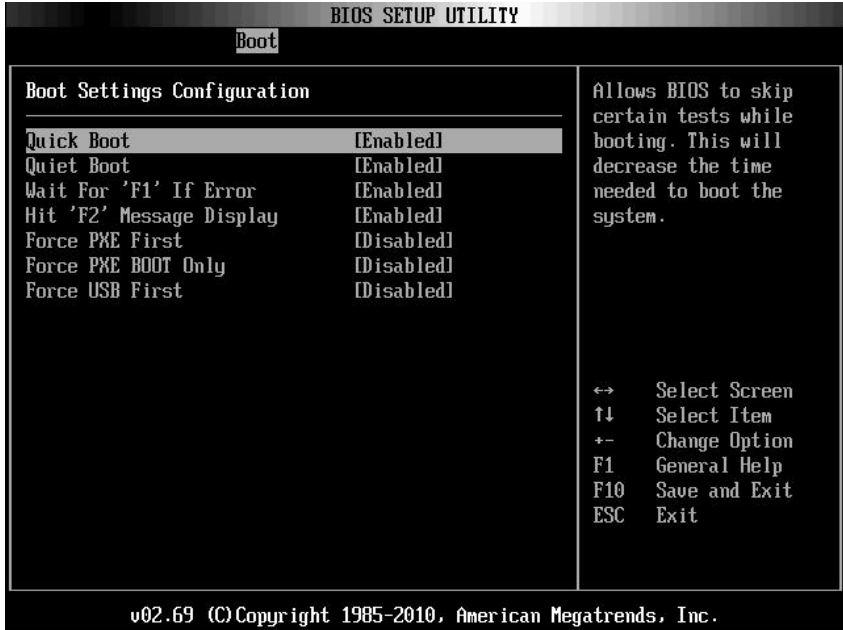 BIOS SETUP UTILITY
Boot
Boot Settings Configuration
Quick Boot [Enabled]
Quiet Boot [Enabled]
Wait For 'F1' If Error [Enabled]
Hit 'F2' Message Display [Enabled]
Force PXE First [Disabled]
Force PXE BOOT Only [Disabled]
Force USB First [Disabled]
Allows BIOS to skip
certain tests while
booting. This will
decrease the time
needed to boot the
system.
←→ Select Screen
↑↓ Select Item
+- Change Option
F1 General Help
F10 Save and Exit
ESC Exit
v02.69 (C)Copyright 1985-2010, American Megatrends, Inc.